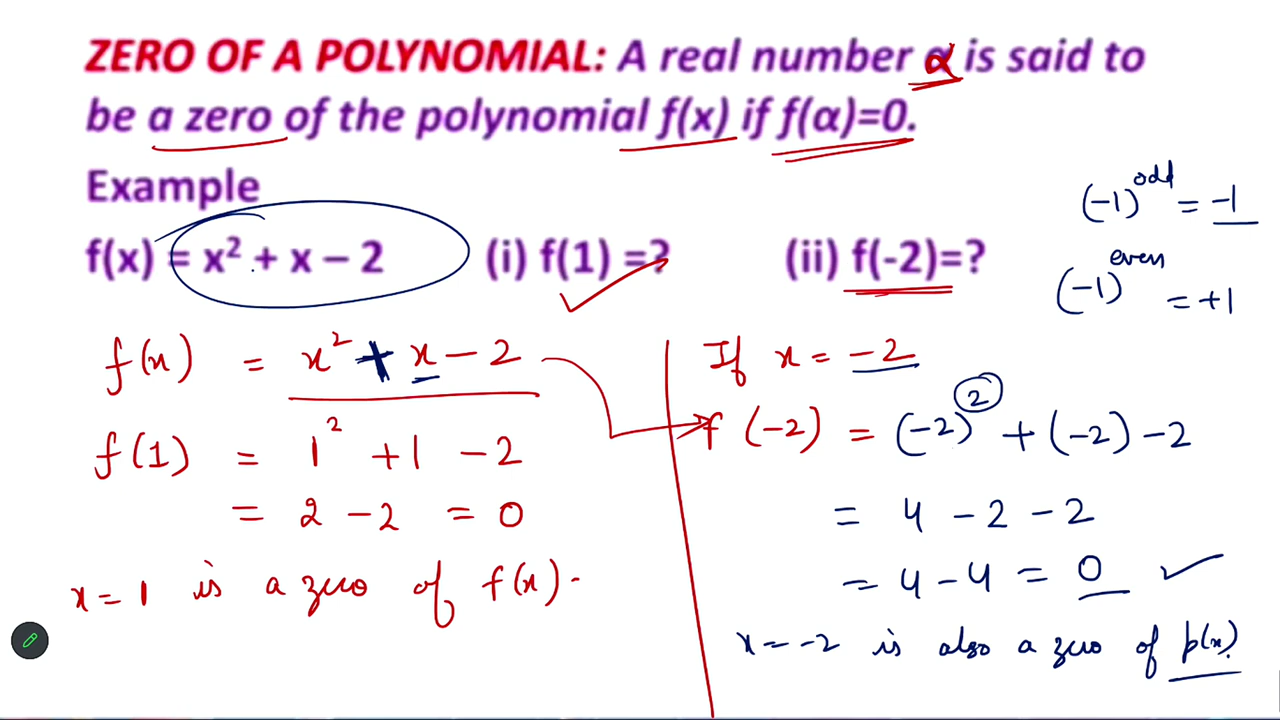 ZERO OF A POLYNOMIAL: A real number α is said to
be a zero of the polynomial f(x) if f(α)=0.
Example
f(x) = x² + x – 2 (i) f(1) =? (ii) f(-2)=?
(-1)^odd = -1
(-1)^even = +1
f(x) = x² + x - 2
f(1) = 1² + 1 - 2
= 2 - 2 = 0
x = 1 is a zero of f(x).
If x = -2
f(-2) = (-2)² + (-2) - 2
= 4 - 2 - 2
= 4 - 4 = 0 ✓
x = -2 is also a zero of p(x).